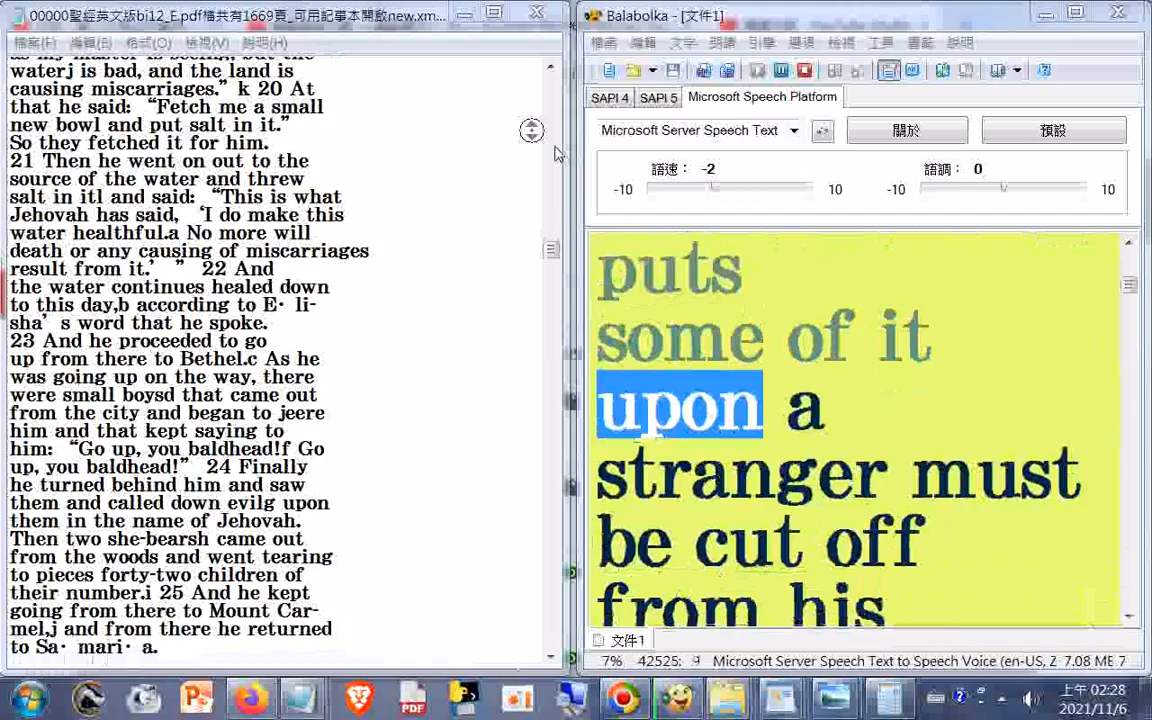 00000聖經英文版bi12_E.pdf檔共有1669頁_可用記事本開啟new.xm...
檔案(F) 編輯(E) 格式(O) 檢視(V) 說明(H)
waterj is bad, and the land is
causing miscarriages.” k 20 At
that he said: “Fetch me a small
new bowl and put salt in it.”
So they fetched it for him.
21 Then he went on out to the
source of the water and threw
salt in itl and said: “This is what
Jehovah has said, ‘I do make this
water healthful.a No more will
death or any causing of miscarriages
result from it.’ ” 22 And
the water continues healed down
to this day,b according to E· li-
sha’ s word that he spoke.
23 And he proceeded to go
up from there to Bethel.c As he
was going up on the way, there
were small boysd that came out
from the city and began to jeere
him and that kept saying to
him: “Go up, you baldhead!f Go
up, you baldhead!” 24 Finally
he turned behind him and saw
them and called down evilg upon
them in the name of Jehovah.
Then two she-bearsh came out
from the woods and went tearing
to pieces forty-two children of
their number.i 25 And he kept
going from there to Mount Car-
mel,j and from there he returned
to Sa· mari· a.
Balabolka - [文件1]
檔案 編輯 文字 朗讀 引擎 選項 檢視 工具 書籤 說明
SAPI 4 SAPI 5 Microsoft Speech Platform
Microsoft Server Speech Text 關於 預設
語速： -2 語調： 0
-10 10 -10 10
puts
some of it
upon a
stranger must
be cut off
from his
文件1
7% 42525: 9 Microsoft Server Speech Text to Speech Voice (en-US, Z 7.08 MB 7
PDF
上午 02:28
2021/11/6